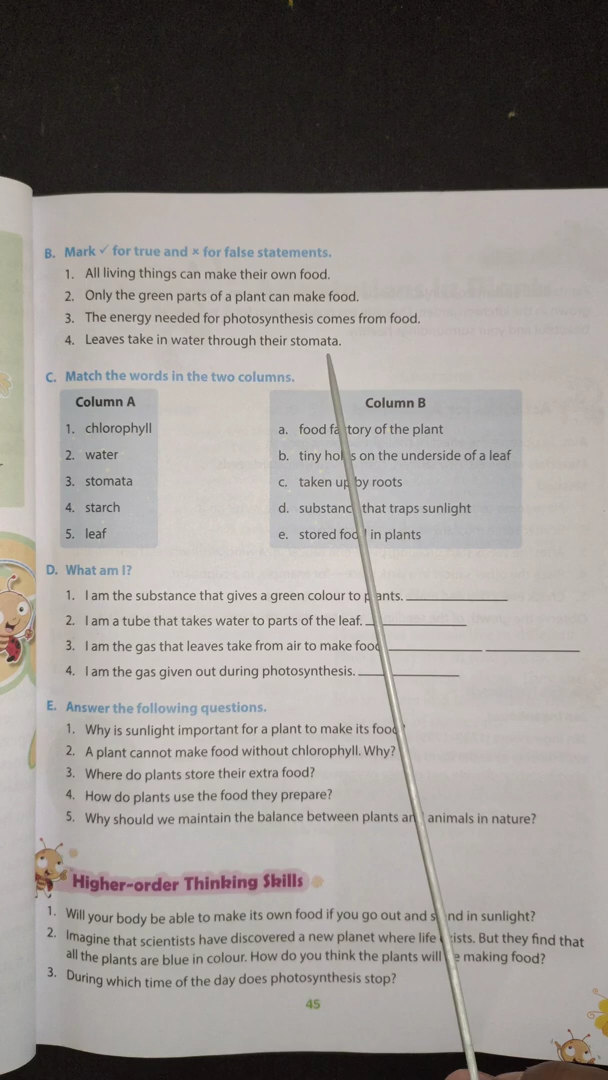 B. Mark ✓ for true and × for false statements.
1. All living things can make their own food.
2. Only the green parts of a plant can make food.
3. The energy needed for photosynthesis comes from food.
4. Leaves take in water through their stomata.
C. Match the words in the two columns.
Column A Column B
1. chlorophyll a. food factory of the plant
2. water b. tiny holes on the underside of a leaf
3. stomata c. taken up by roots
4. starch d. substance that traps sunlight
5. leaf e. stored food in plants
D. What am I?
1. I am the substance that gives a green colour to plants.
2. I am a tube that takes water to parts of the leaf.
3. I am the gas that leaves take from air to make food
4. I am the gas given out during photosynthesis.
E. Answer the following questions.
1. Why is sunlight important for a plant to make its food?
2. A plant cannot make food without chlorophyll. Why?
3. Where do plants store their extra food?
4. How do plants use the food they prepare?
5. Why should we maintain the balance between plants and animals in nature?
Higher-order Thinking Skills
1. Will your body be able to make its own food if you go out and stand in sunlight?
2. Imagine that scientists have discovered a new planet where life exists. But they find that
all the plants are blue in colour. How do you think the plants will be making food?
3. During which time of the day does photosynthesis stop?
45